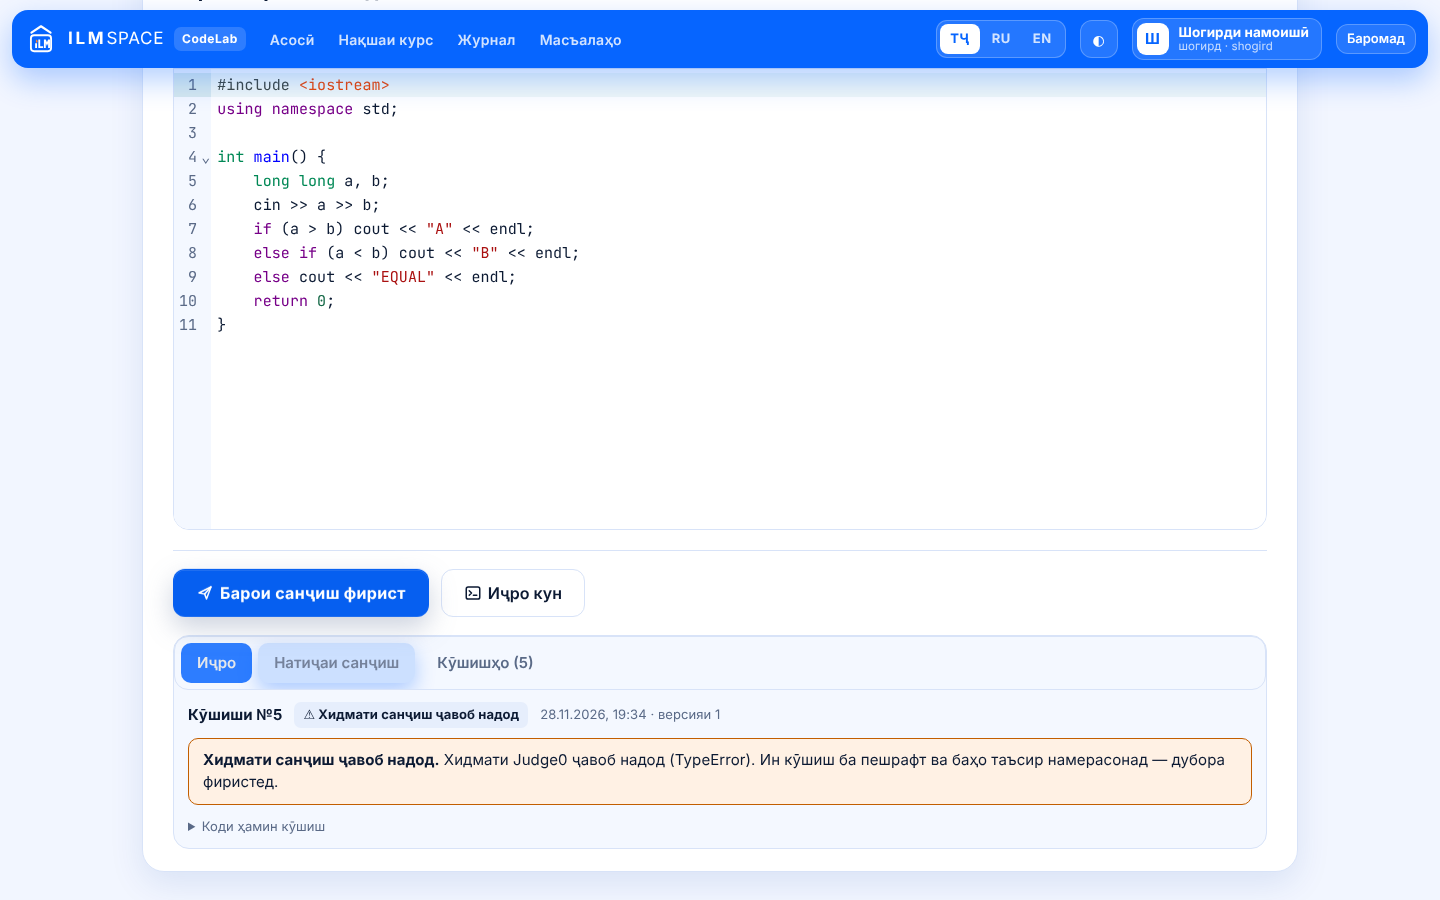 ILMSPACE CodeLab Асосӣ Нақшаи курс Журнал Масъалаҳо ТҶ RU EN Ш Шогирди намоишӣ Баромад
шогирд · shogird
1 #include <iostream>
2 using namespace std;
3
4 int main() {
5 long long a, b;
6 cin >> a >> b;
7 if (a > b) cout << "A" << endl;
8 else if (a < b) cout << "B" << endl;
9 else cout << "EQUAL" << endl;
10 return 0;
11 }
Барои санҷиш фирист Иҷро кун
Иҷро Натиҷаи санҷиш Кӯшишҳо (5)
Кӯшиши №5 ⚠ Хидмати санҷиш ҷавоб надод 28.11.2026, 19:34 · версияи 1
Хидмати санҷиш ҷавоб надод. Хидмати Judge0 ҷавоб надод (TypeError). Ин кӯшиш ба пешрафт ва баҳо таъсир намерасонад — дубора
фиристед.
▶ Коди ҳамин кӯшиш